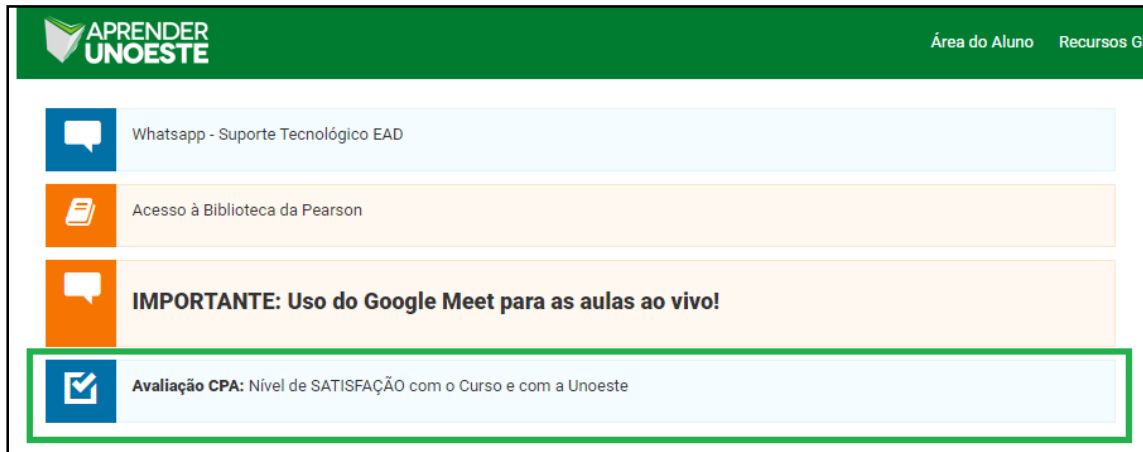 APRENDER
UNOESTE
Área do Aluno Recursos G
Whatsapp - Suporte Tecnológico EAD
Acesso à Biblioteca da Pearson
IMPORTANTE: Uso do Google Meet para as aulas ao vivo!
Avaliação CPA: Nível de SATISFAÇÃO com o Curso e com a Unoeste